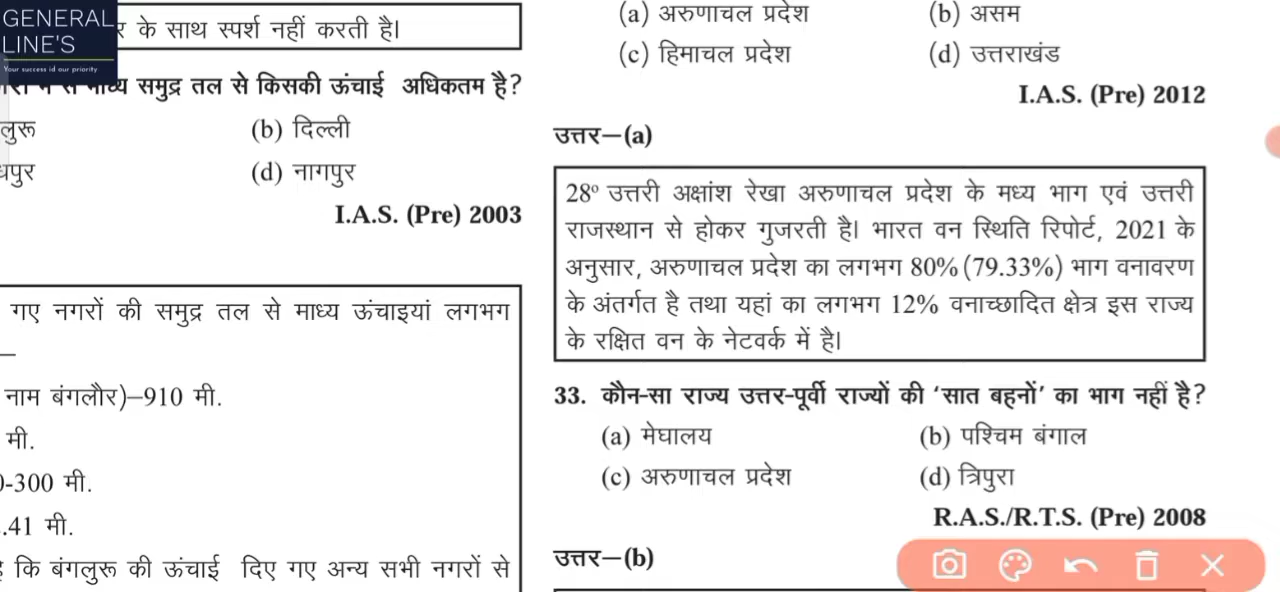 GENERAL
LINE'S
Your success id our priority
के साथ स्पर्श नहीं करती है।
माध्य समुद्र तल से किसकी ऊंचाई अधिकतम है?
लुरू
(b) दिल्ली
(d) नागपुर
I.A.S. (Pre) 2003
गए नगरों की समुद्र तल से माध्य ऊंचाइयां लगभग
–
नाम बंगलौर)–910 मी.
मी.
-300 मी.
.41 मी.
कि बंगलुरू की ऊंचाई दिए गए अन्य सभी नगरों से
(a) अरुणाचल प्रदेश
(b) असम
(c) हिमाचल प्रदेश
(d) उत्तराखंड
I.A.S. (Pre) 2012
उत्तर–(a)
28° उत्तरी अक्षांश रेखा अरुणाचल प्रदेश के मध्य भाग एवं उत्तरी
राजस्थान से होकर गुजरती है। भारत वन स्थिति रिपोर्ट, 2021 के
अनुसार, अरुणाचल प्रदेश का लगभग 80% (79.33%) भाग वनावरण
के अंतर्गत है तथा यहां का लगभग 12% वनाच्छादित क्षेत्र इस राज्य
के रक्षित वन के नेटवर्क में है।
33. कौन-सा राज्य उत्तर-पूर्वी राज्यों की ‘सात बहनों’ का भाग नहीं है?
(a) मेघालय
(b) पश्चिम बंगाल
(c) अरुणाचल प्रदेश
(d) त्रिपुरा
R.A.S./R.T.S. (Pre) 2008
उत्तर–(b)